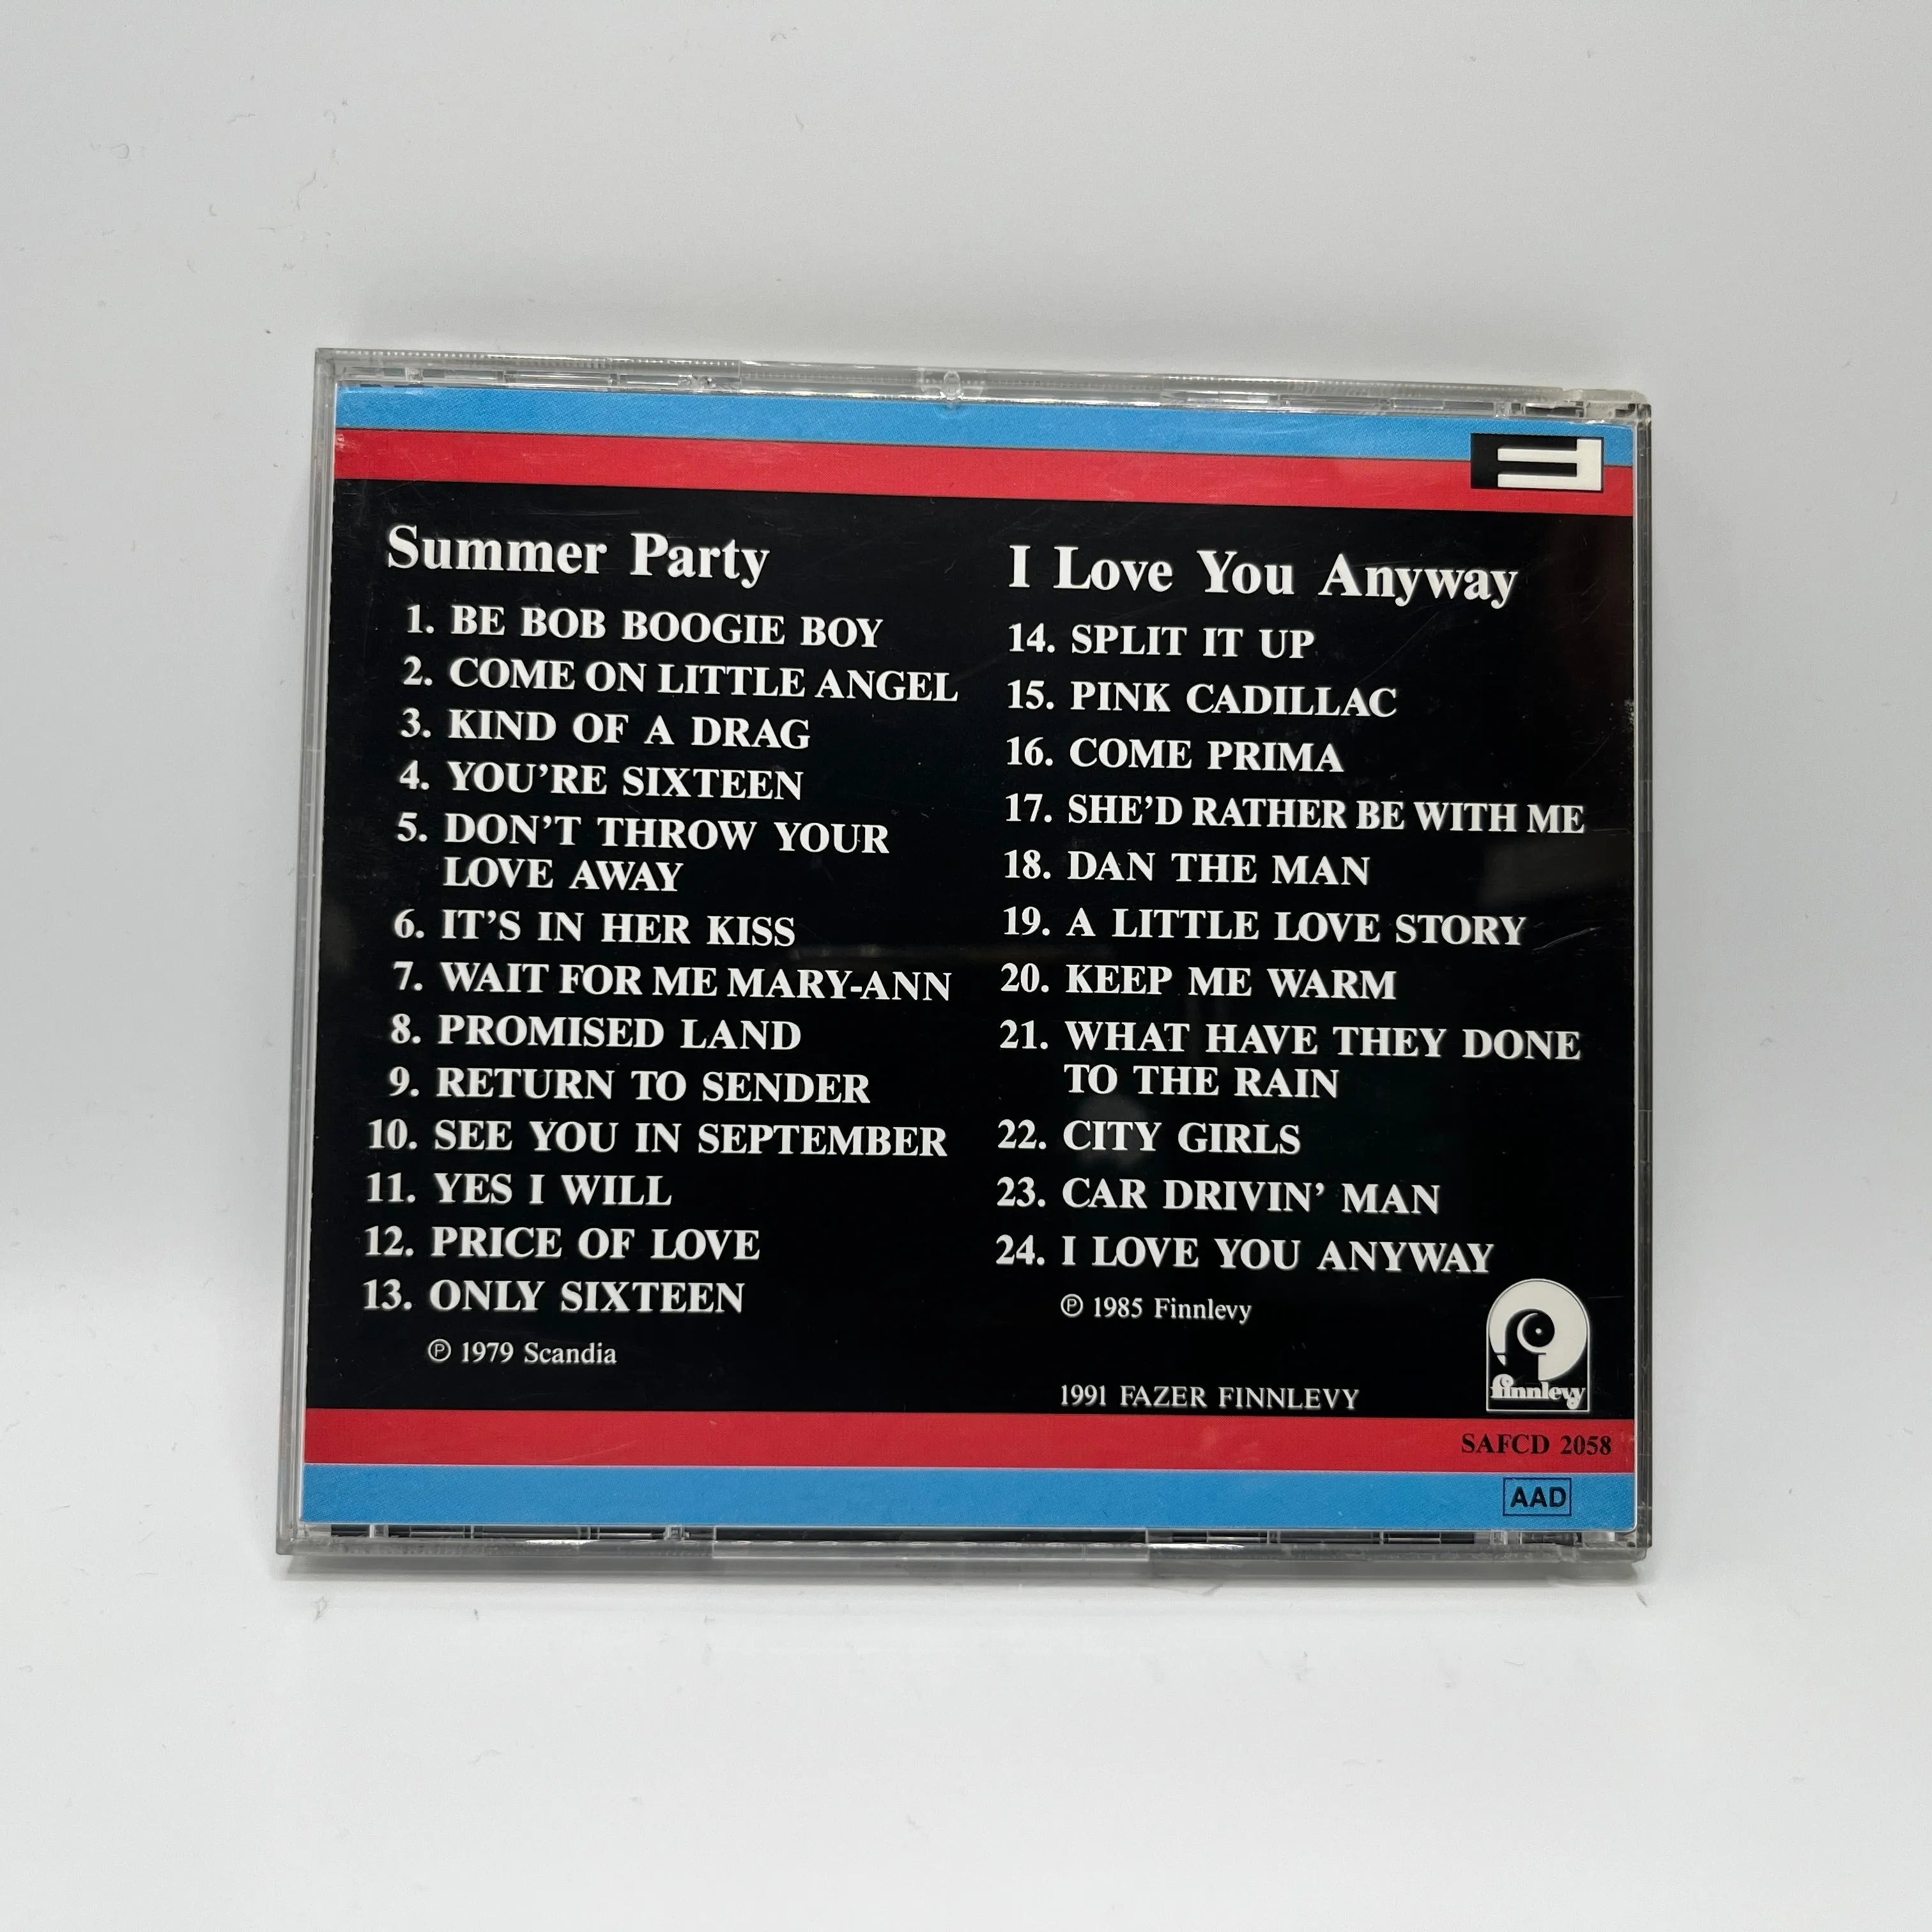 Summer Party
1. BE BOB BOOGIE BOY
2. COME ON LITTLE ANGEL
3. KIND OF A DRAG
4. YOU'RE SIXTEEN
5. DON'T THROW YOUR
LOVE AWAY
6. IT'S IN HER KISS
7. WAIT FOR ME MARY-ANN
8. PROMISED LAND
9. RETURN TO SENDER
10. SEE YOU IN SEPTEMBER
11. YES I WILL
12. PRICE OF LOVE
13. ONLY SIXTEEN
℗ 1979 Scandia
I Love You Anyway
14. SPLIT IT UP
15. PINK CADILLAC
16. COME PRIMA
17. SHE'D RATHER BE WITH ME
18. DAN THE MAN
19. A LITTLE LOVE STORY
20. KEEP ME WARM
21. WHAT HAVE THEY DONE
TO THE RAIN
22. CITY GIRLS
23. CAR DRIVIN' MAN
24. I LOVE YOU ANYWAY
℗ 1985 Finnlevy
1991 FAZER FINNLEVY
finnlevy
SAFCD 2058
AAD